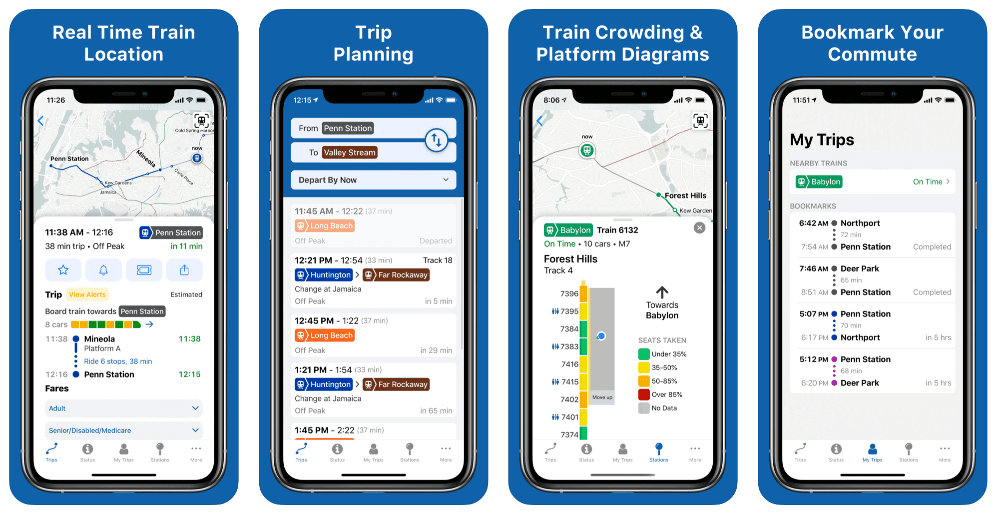 Real Time Train
Location
11:26
Cold Spring Harbor
now
Mineola
Penn Station
Carle Place
Kew Gardens
Jamaica
11:38 AM - 12:16
Penn Station
38 min trip • Off Peak
in 11 min
Trip
View Alerts
Estimated
Board train towards Penn Station
8 cars
11:38 Mineola 11:38
Platform A
Ride 6 stops, 38 min
12:16 Penn Station 12:15
Fares
Adult
Senior/Disabled/Medicare
Trips Status My Trips Stations More
Trip
Planning
12:15
From Penn Station
To Valley Stream
Depart By Now
11:45 AM - 12:22 (37 min)
Long Beach
Off Peak Departed
12:21 PM - 12:54 (33 min) Track 18
Huntington > Far Rockaway
Change at Jamaica
Off Peak in 5 min
12:45 PM - 1:22 (37 min)
Long Beach
Off Peak in 29 min
1:21 PM - 1:54 (33 min)
Huntington > Far Rockaway
Change at Jamaica
Off Peak in 65 min
1:45 PM - 2:22 (37 min)
Trips Status My Trips Stations More
Train Crowding &
Platform Diagrams
8:06
now
Forest Hills
Kew Gardens
Babylon Train 6132
On Time • 10 cars • M7
Forest Hills
Track 4
7396
7395
7384
7383
7416
7415
7402
7401
7374
Move up
Towards
Babylon
SEATS TAKEN
Under 35%
35-50%
50-85%
Over 85%
No Data
Trips Status My Trips Stations More
Bookmark Your
Commute
11:51
My Trips
NEARBY TRAINS
Babylon On Time
BOOKMARKS
6:42 AM Northport
72 min
7:54 AM Penn Station Completed
7:46 AM Deer Park
65 min
8:51 AM Penn Station Completed
5:07 PM Penn Station
70 min
6:17 PM Northport in 5 hrs
5:12 PM Penn Station
68 min
6:20 PM Deer Park in 5 hrs
Trips Status My Trips Stations More